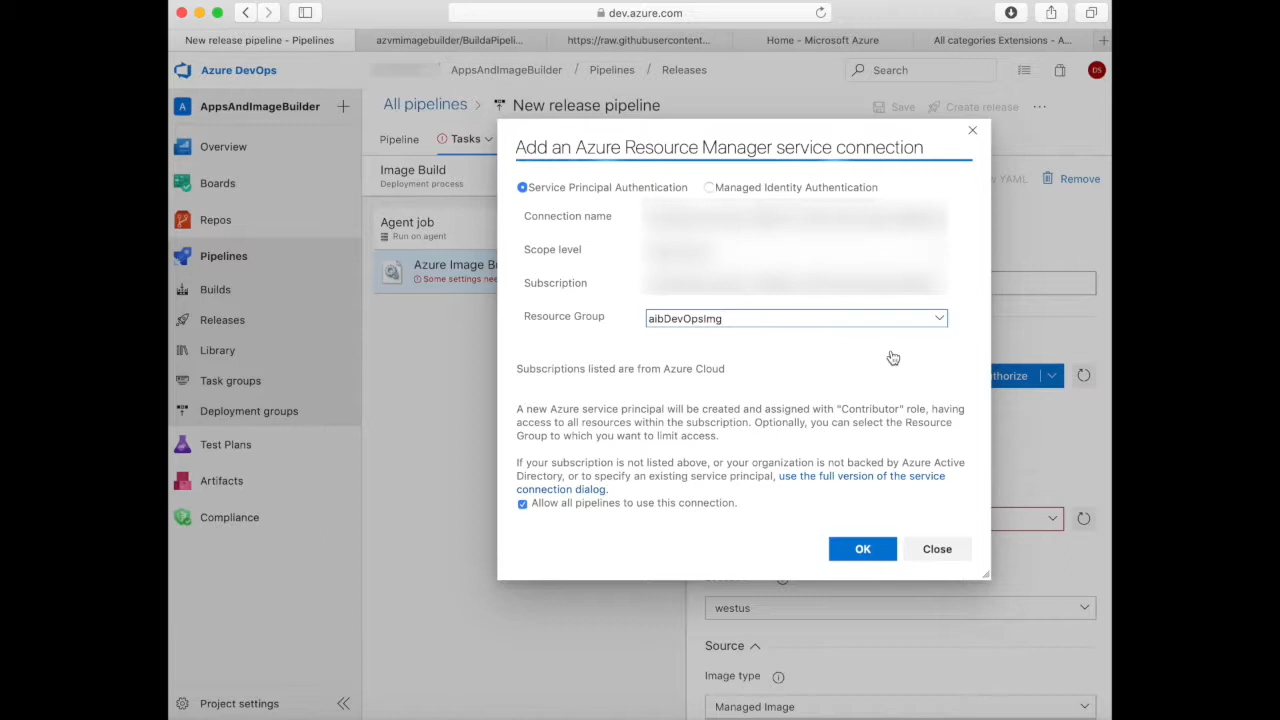 dev.azure.com
New release pipeline - Pipelines
azvmimagebuilder/BuildaPipeli...
https://raw.githubusercontent...
Home - Microsoft Azure
All categories Extensions - A...
Azure DevOps
AppsAndImageBuilder / Pipelines / Releases
Search
DS
A
AppsAndImageBuilder
All pipelines > New release pipeline
Save
Create release
Pipeline
Tasks
Overview
Boards
Repos
Pipelines
Builds
Releases
Library
Task groups
Deployment groups
Test Plans
Artifacts
Compliance
Project settings
Image Build
Deployment process
Agent job
Run on agent
Azure Image B
Some settings nee
YAML
Remove
Add an Azure Resource Manager service connection
Service Principal Authentication
Managed Identity Authentication
Connection name
Scope level
Subscription
Resource Group
aibDevOpsImg
Subscriptions listed are from Azure Cloud
A new Azure service principal will be created and assigned with "Contributor" role, having
access to all resources within the subscription. Optionally, you can select the Resource
Group to which you want to limit access.
If your subscription is not listed above, or your organization is not backed by Azure Active
Directory, or to specify an existing service principal, use the full version of the service
connection dialog.
Allow all pipelines to use this connection.
OK
Close
thorize
westus
Source
Image type
Managed Image